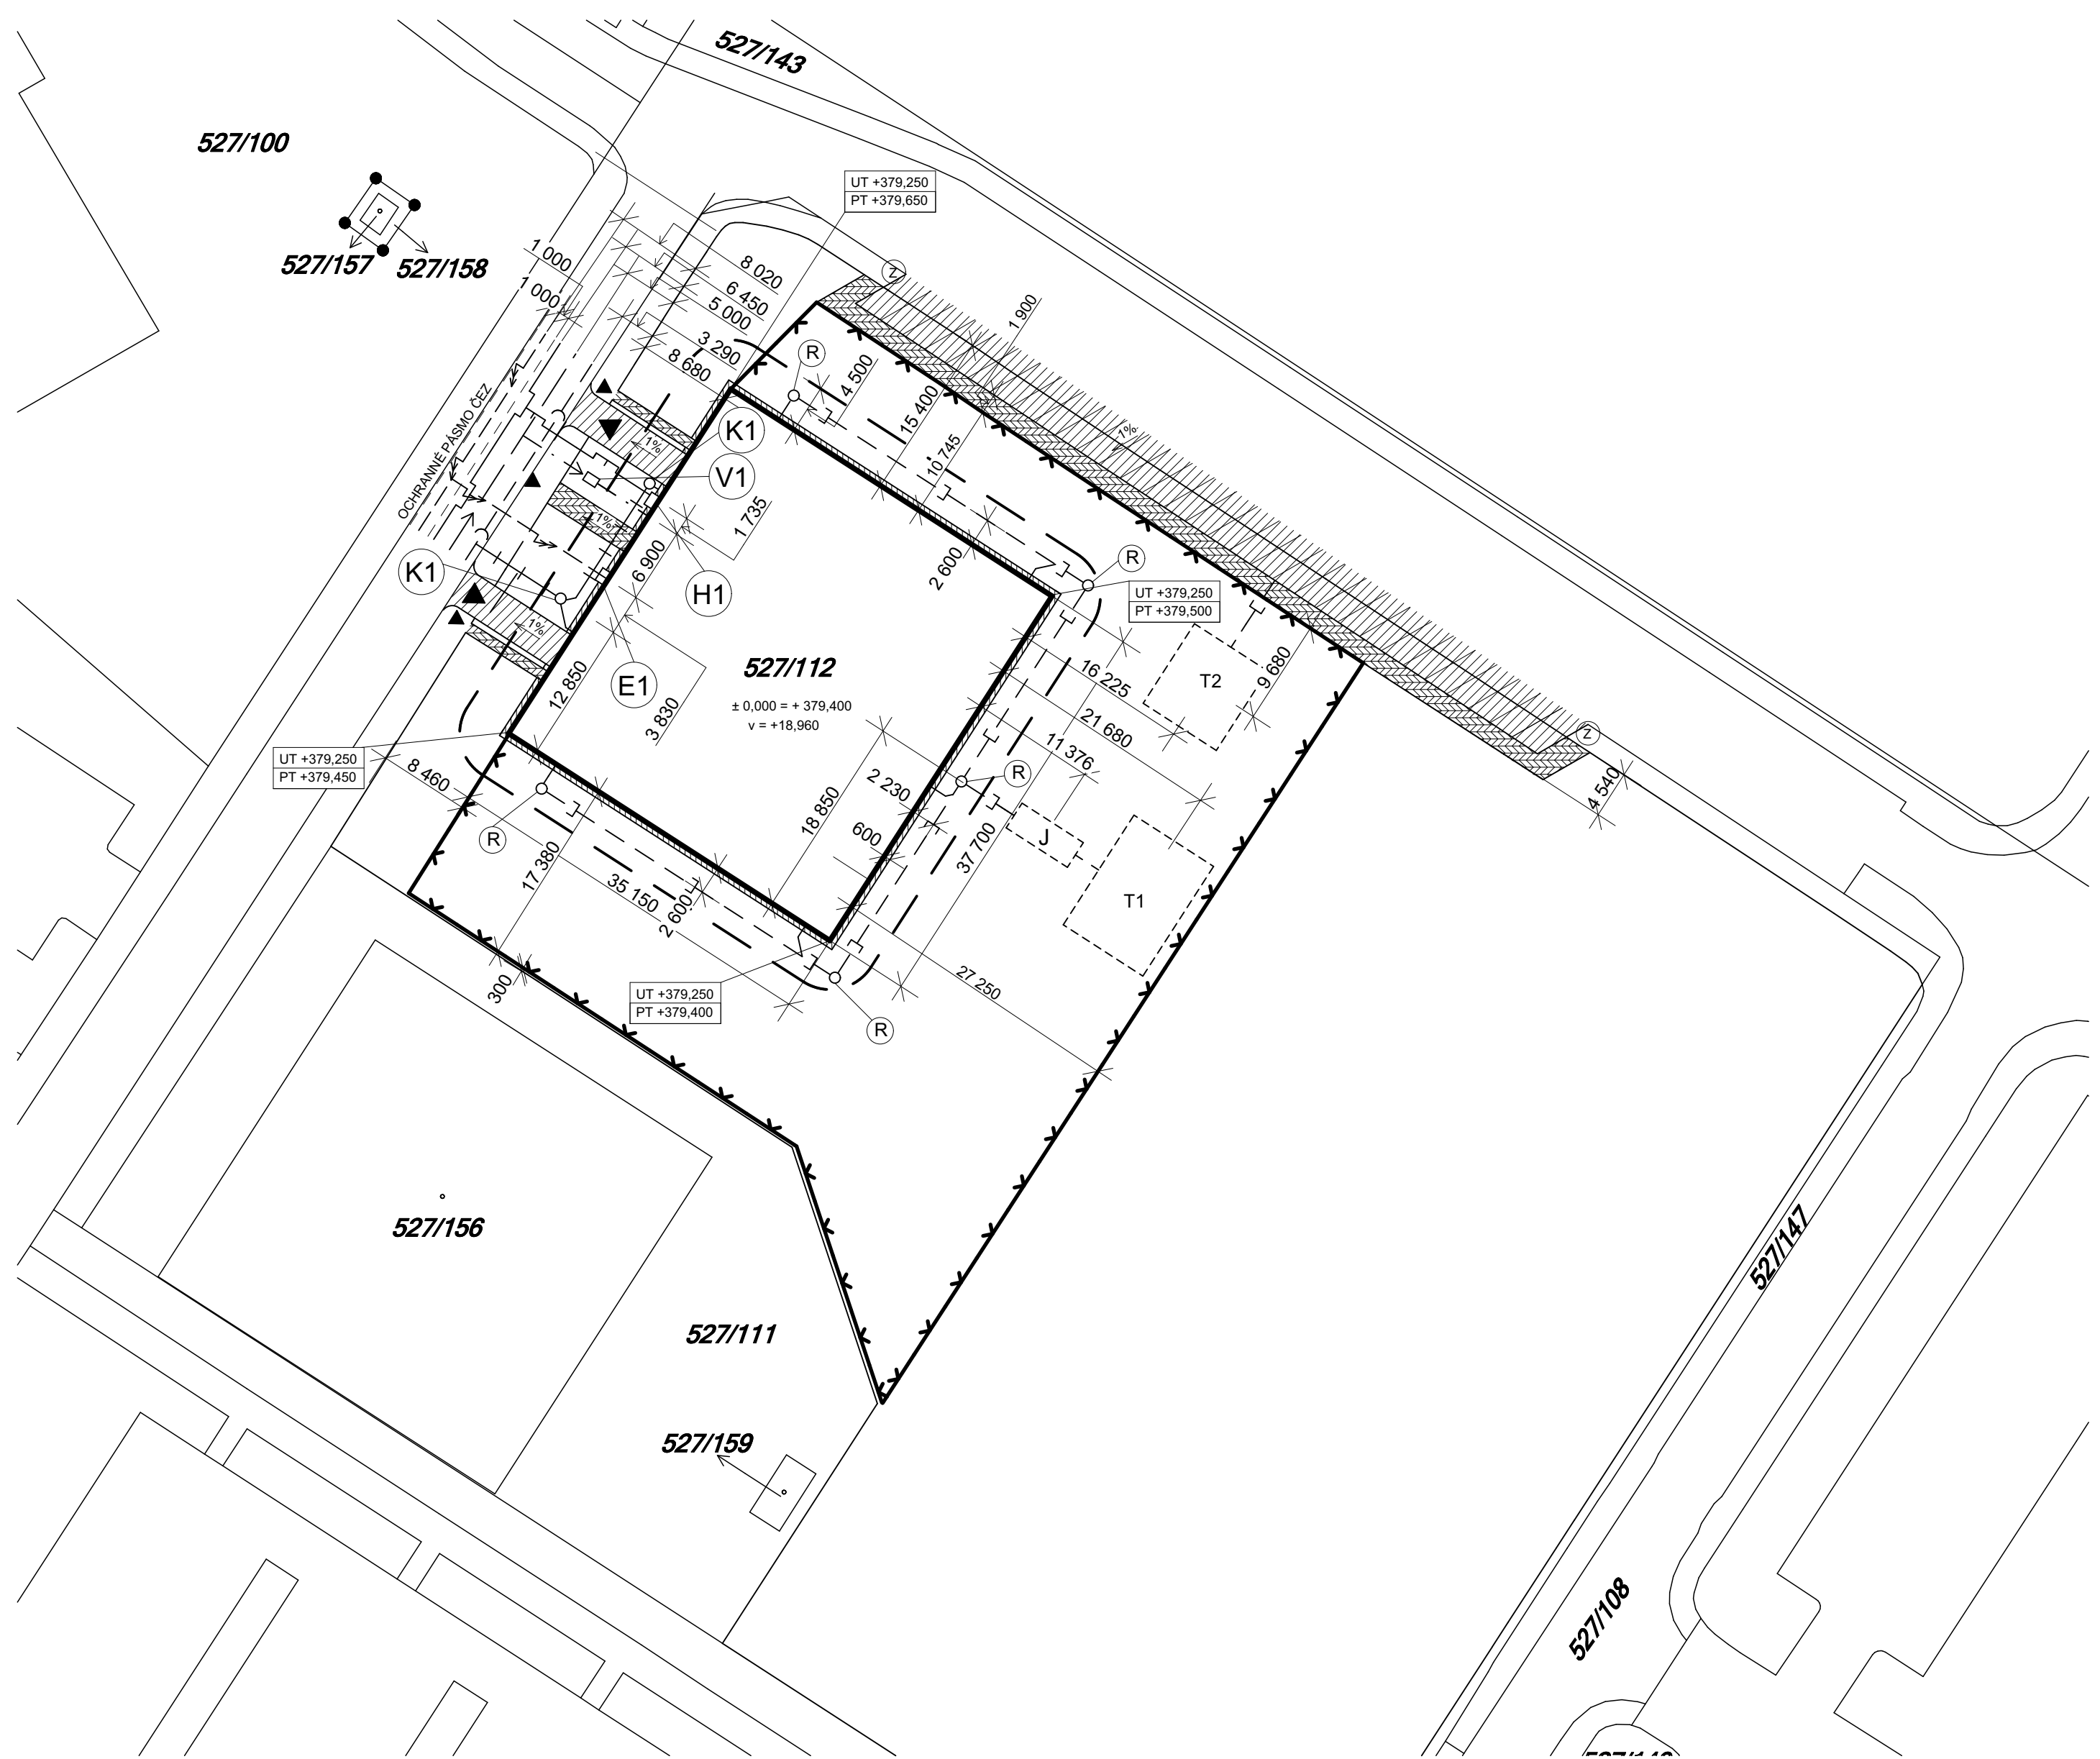 527/143
527/100
UT +379,250
PT +379,650
527/157
527/158
1 000
1 000
8 020
6 450
5 000
3 290
8 680
Z
1 900
R
4 500
15 400
10 745
1%
OCHRANNÉ PÁSMO ČEZ
K1
1%
V1
1 735
1%
6 900
2 600
R
K1
H1
UT +379,250
PT +379,500
1%
E1
12 850
3 830
527/112
± 0,000 = + 379,400
v = +18,960
16 225
T2
9 680
21 680
11 376
Z
UT +379,250
PT +379,450
8 460
R
2 230
18 850
600
J
37 700
4 540
R
17 380
35 150
2 600
T1
300
UT +379,250
PT +379,400
27 250
R
527/156
527/147
527/111
527/159
527/108